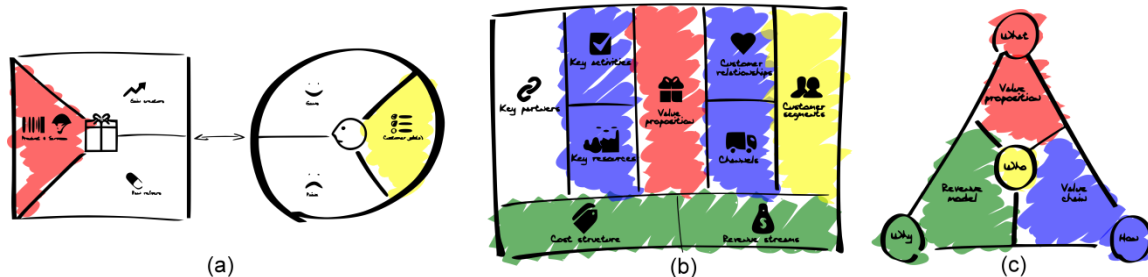 Gain creators
Product & Services
Pain relievers
Gains
Customer job(s)
Pains
(a)
Key partners
Key activities
Key resources
Value
proposition
Customer
relationships
Channels
Customer
segments
Cost structure
Revenue streams
(b)
What
Value
proposition
Who
Revenue
model
Value
chain
Why
How
(c)